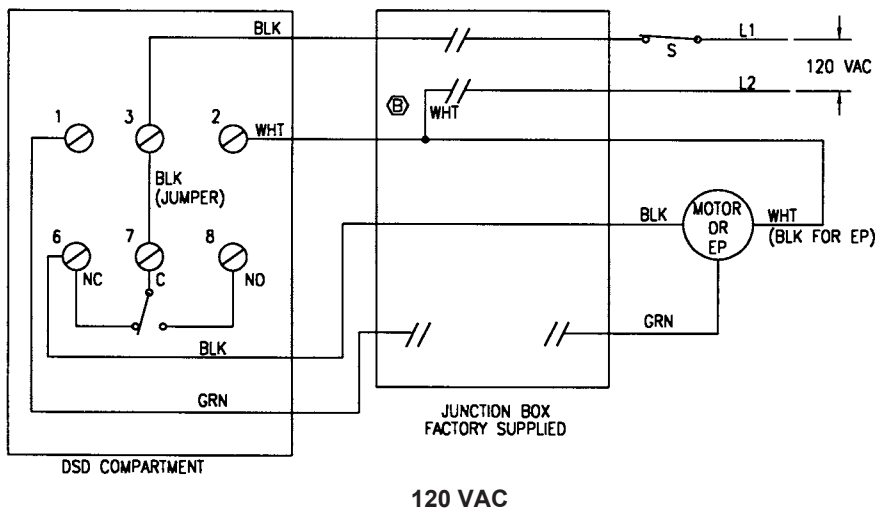 BLK
L1
S
120 VAC
L2
B
WHT
1
3
2
WHT
BLK
(JUMPER)
BLK
MOTOR
OR
EP
WHT
(BLK FOR EP)
6
7
8
NC
C
NO
BLK
GRN
GRN
JUNCTION BOX
FACTORY SUPPLIED
DSD COMPARTMENT
120 VAC